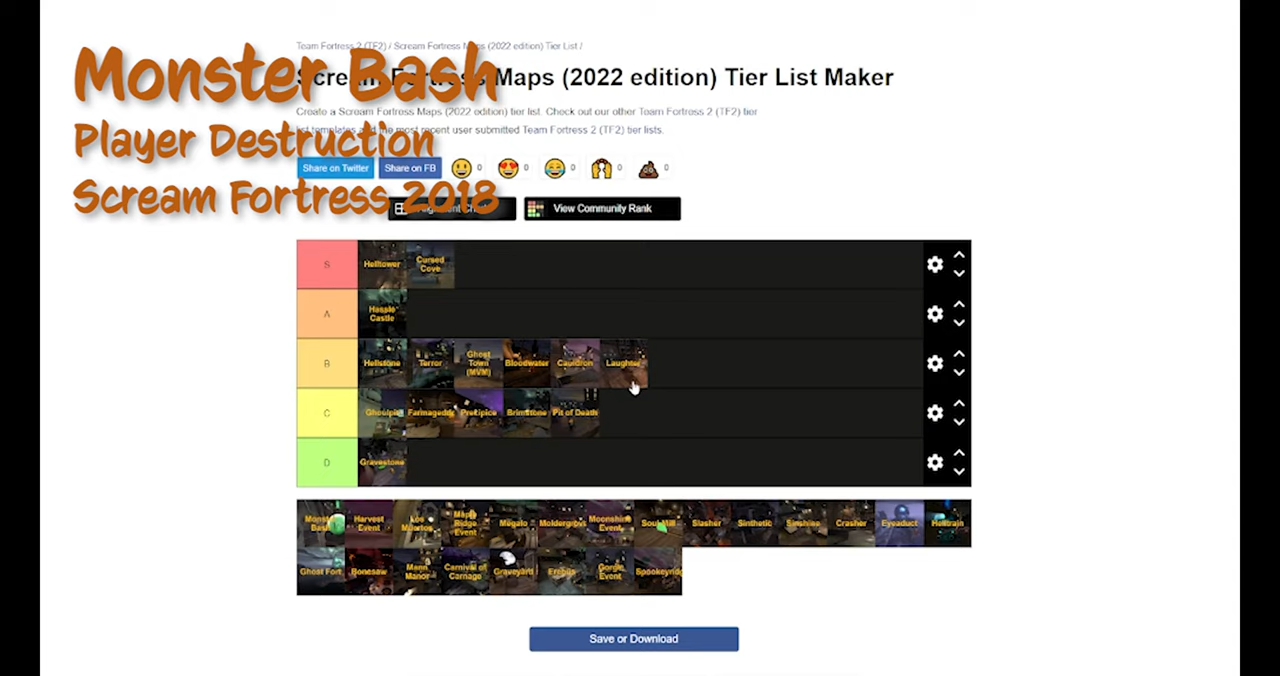 Monster Bash
Player Destruction
Scream Fortress 2018
Team Fortress 2 (TF2) / Scream Fortress Maps (2022 edition) Tier List /
Scream Fortress Maps (2022 edition) Tier List Maker
Create a Scream Fortress Maps (2022 edition) tier list. Check out our other Team Fortress 2 (TF2) tier
list templates and the most recent user submitted Team Fortress 2 (TF2) tier lists.
Share on Twitter Share on FB 0 0 0 0 0
Alignment Chart View Community Rank
S Helltower Cursed Cove
A Hassle Castle
B Hellstone Terror Ghost Town (MVM) Bloodwater Cauldron Laughter
C Ghoulpit Farmageddon Precipice Brimstone Pit of Death
D Gravestone
Monster Bash Harvest Event Los Muertos Maple Ridge Event Megalo Moldergrove Moonshine Event Soul Mill Slasher Sinthetic Sinshine Crasher Eyeaduct Helltrain
Ghost Fort Bonesaw Mann Manor Carnival of Carnage Graveyard Erebus Gorge Event Spookeyridge
Save or Download